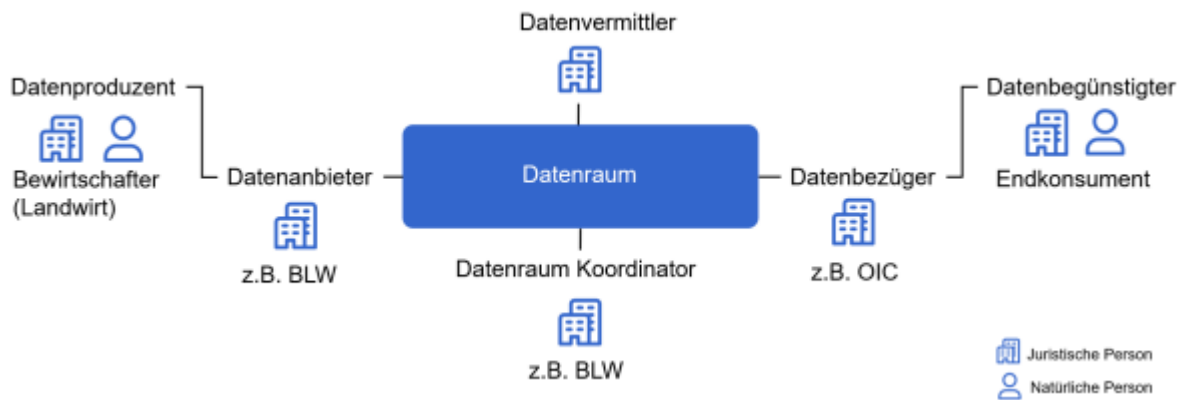 Datenvermittler
Datenproduzent
Datenbegünstigter
Datenanbieter
Datenraum
Datenbezüger
Bewirtschafter
(Landwirt)
Endkonsument
z.B. BLW
Datenraum Koordinator
z.B. OIC
z.B. BLW
Juristische Person
Natürliche Person